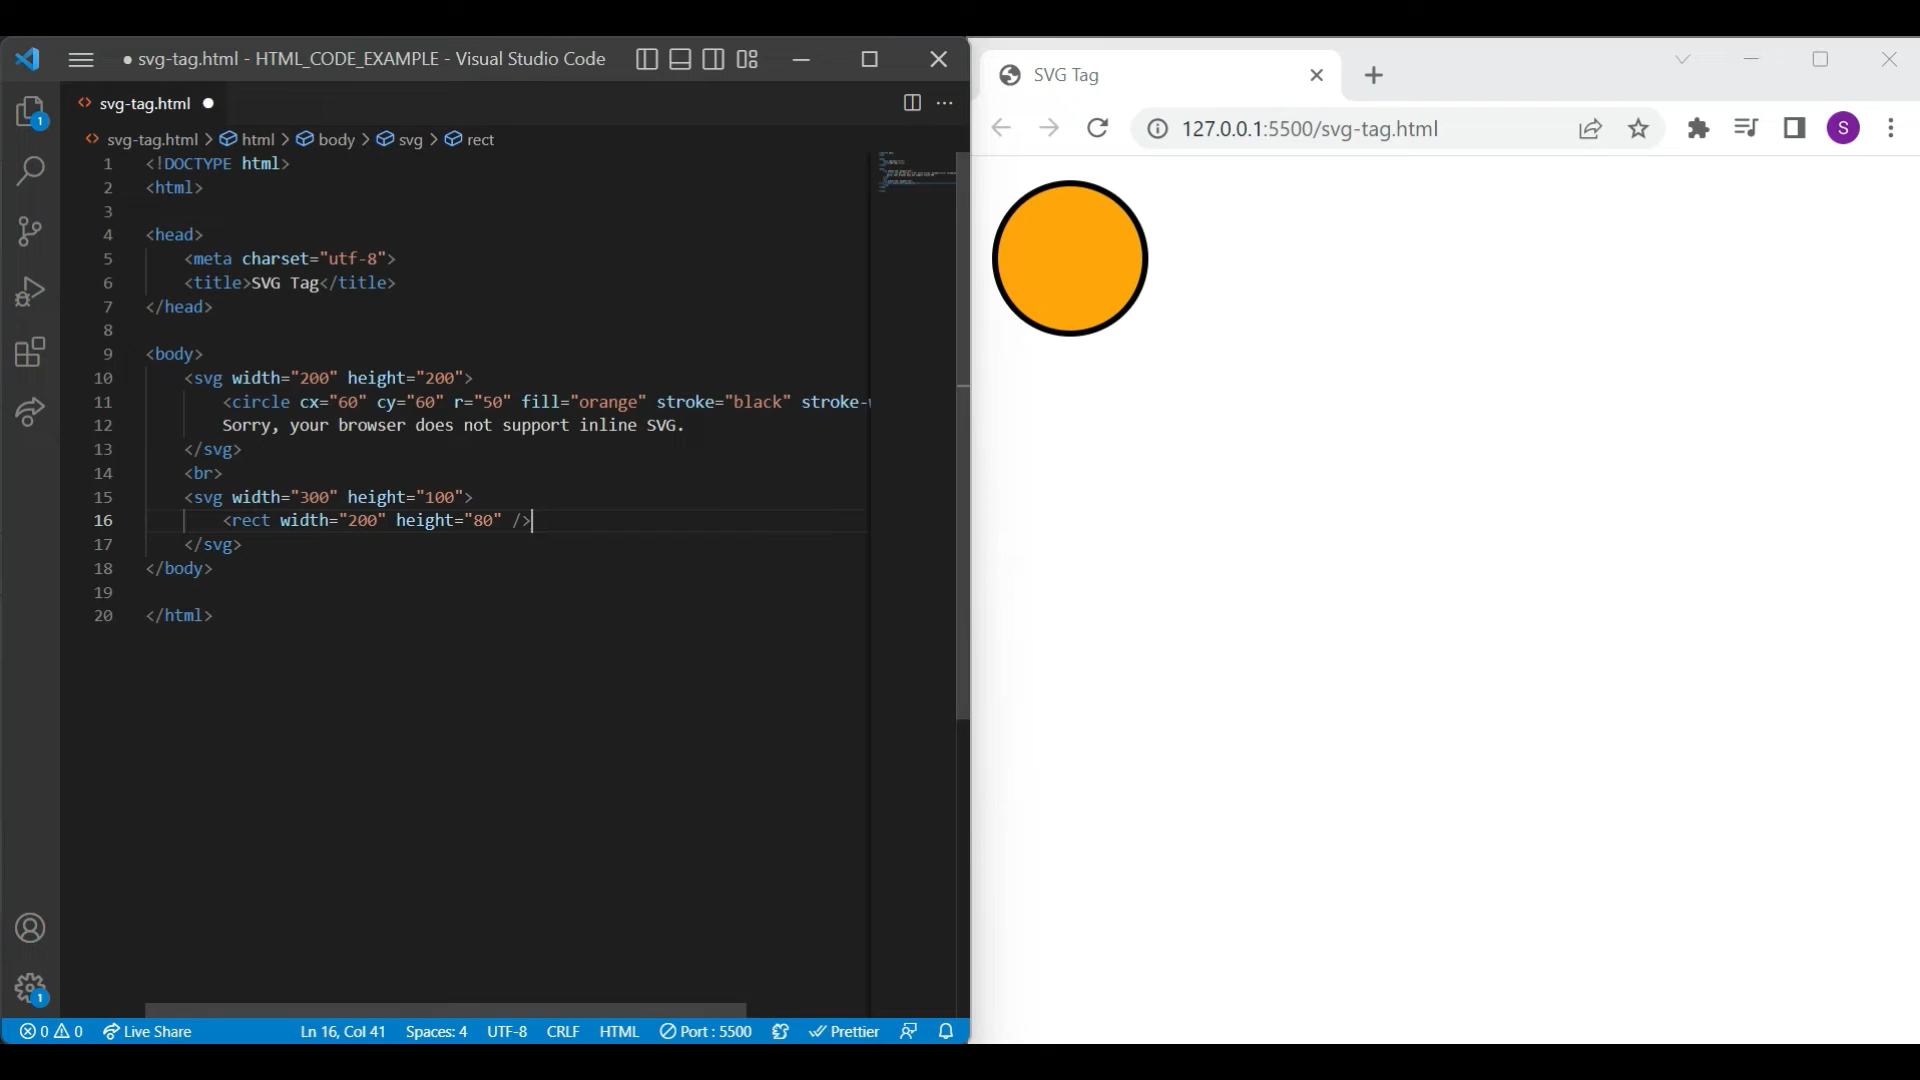 ● svg-tag.html - HTML_CODE_EXAMPLE - Visual Studio Code
<> svg-tag.html ●
<> svg-tag.html > html > body > svg > rect
1 <!DOCTYPE html>
2 <html>
3
4 <head>
5 <meta charset="utf-8">
6 <title>SVG Tag</title>
7 </head>
8
9 <body>
10 <svg width="200" height="200">
11 <circle cx="60" cy="60" r="50" fill="orange" stroke="black" stroke-
12 Sorry, your browser does not support inline SVG.
13 </svg>
14 <br>
15 <svg width="300" height="100">
16 <rect width="200" height="80" />
17 </svg>
18 </body>
19
20 </html>
1
1
0 0 Live Share Ln 16, Col 41 Spaces: 4 UTF-8 CRLF HTML Port : 5500 Prettier
SVG Tag
127.0.0.1:5500/svg-tag.html
S